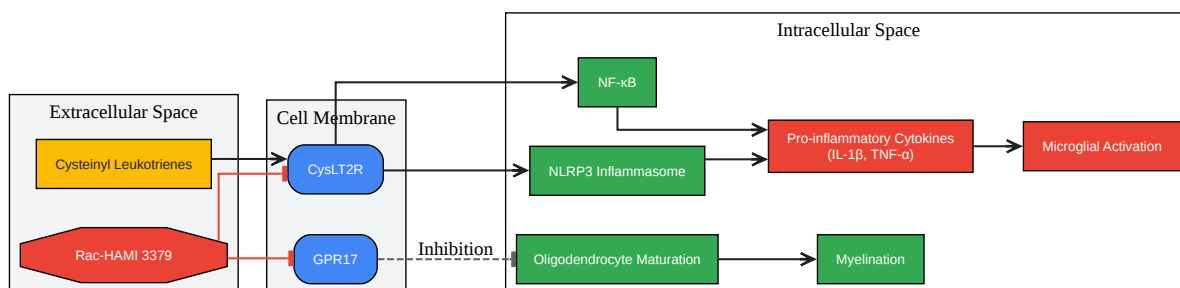 Intracellular Space
NF-κB
Extracellular Space
Cell Membrane
Cysteinyl Leukotrienes
CysLT2R
NLRP3 Inflammasome
Pro-inflammatory Cytokines
(IL-1β, TNF-α)
Microglial Activation
Rac-HAMI 3379
GPR17
Inhibition
Oligodendrocyte Maturation
Myelination